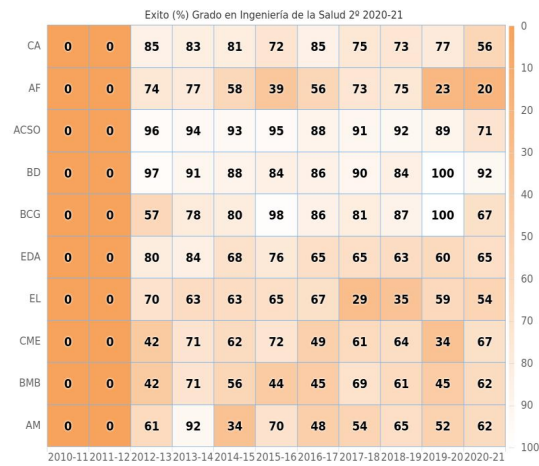 Exito (%) Grado en Ingeniería de la Salud 2º 2020-21
CA 0 0 85 83 81 72 85 75 73 77 56
AF 0 0 74 77 58 39 56 73 75 23 20
ACSO 0 0 96 94 93 95 88 91 92 89 71
BD 0 0 97 91 88 84 86 90 84 100 92
BCG 0 0 57 78 80 98 86 81 87 100 67
EDA 0 0 80 84 68 76 65 65 63 60 65
EL 0 0 70 63 63 65 67 29 35 59 54
CME 0 0 42 71 62 72 49 61 64 34 67
BMB 0 0 42 71 56 44 45 69 61 45 62
AM 0 0 61 92 34 70 48 54 65 52 62
2010-11 2011-12 2012-13 2013-14 2014-15 2015-16 2016-17 2017-18 2018-19 2019-20 2020-21
0
10
20
30
40
50
60
70
80
90
100